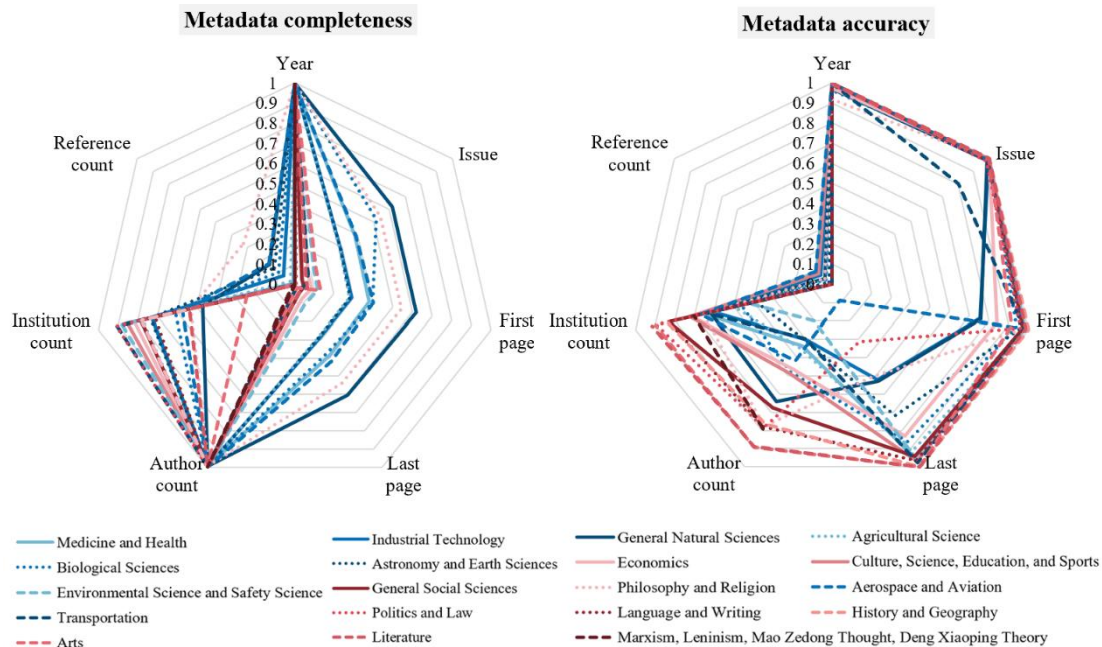 Metadata completeness
Metadata accuracy
Year
1
0.9
0.8
0.7
0.6
0.5
0.4
0.3
0.2
0.1
0
Issue
First
page
Last
page
Author
count
Institution
count
Reference
count
Year
1
0.9
0.8
0.7
0.6
0.5
0.4
0.3
0.2
0.1
0
Issue
First
page
Last
page
Author
count
Institution
count
Reference
count
Medicine and Health
Industrial Technology
General Natural Sciences
Agricultural Science
Biological Sciences
Astronomy and Earth Sciences
Economics
Culture, Science, Education, and Sports
Environmental Science and Safety Science
General Social Sciences
Philosophy and Religion
Aerospace and Aviation
Transportation
Politics and Law
Language and Writing
History and Geography
Arts
Literature
Marxism, Leninism, Mao Zedong Thought, Deng Xiaoping Theory